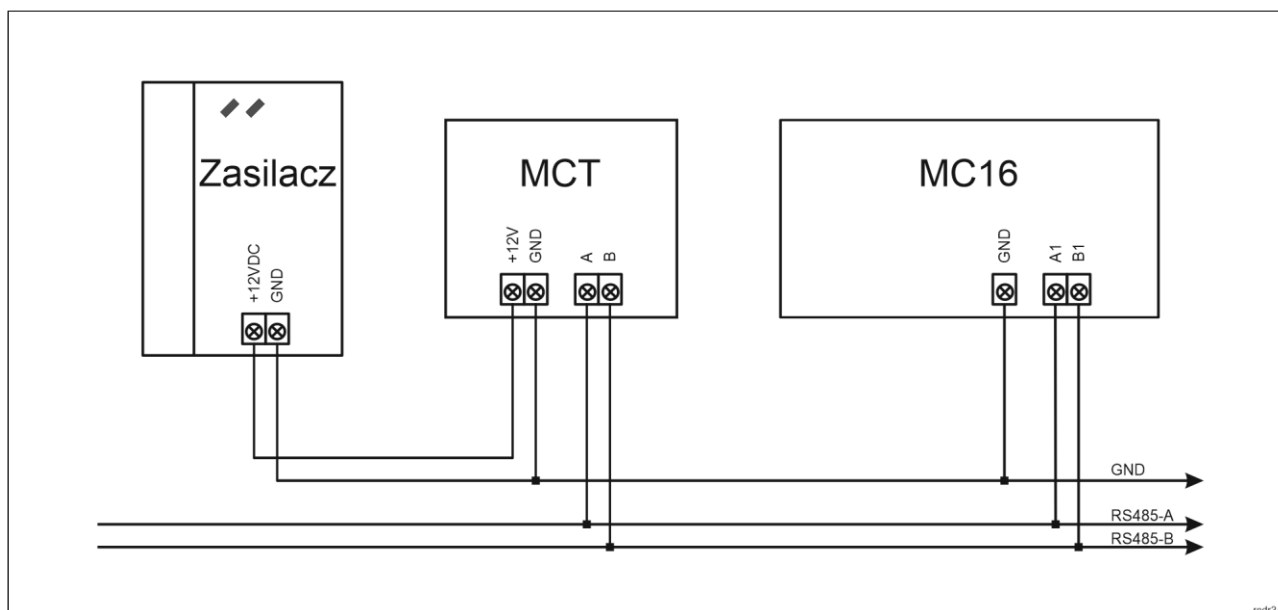 Zasilacz
+12VDC
GND
MCT
+12V
GND
A
B
MC16
GND
A1
B1
GND
RS485-A
RS485-B